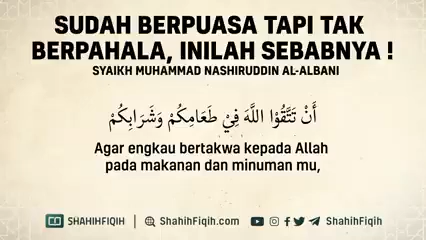 SUDAH BERPUASA TAPI TAK
BERPAHALA, INILAH SEBABNYA !
SYAIKH MUHAMMAD NASHIRUDDIN AL-ALBANI
أَنْ تَتَّقُوْا اللَّهَ فِيْ طَعَامِكُمْ وَشَرَابِكُمْ
Agar engkau bertakwa kepada Allah
pada makanan dan minuman mu,
SHAHIHFIQIH | ShahihFiqih.com ShahihFiqih